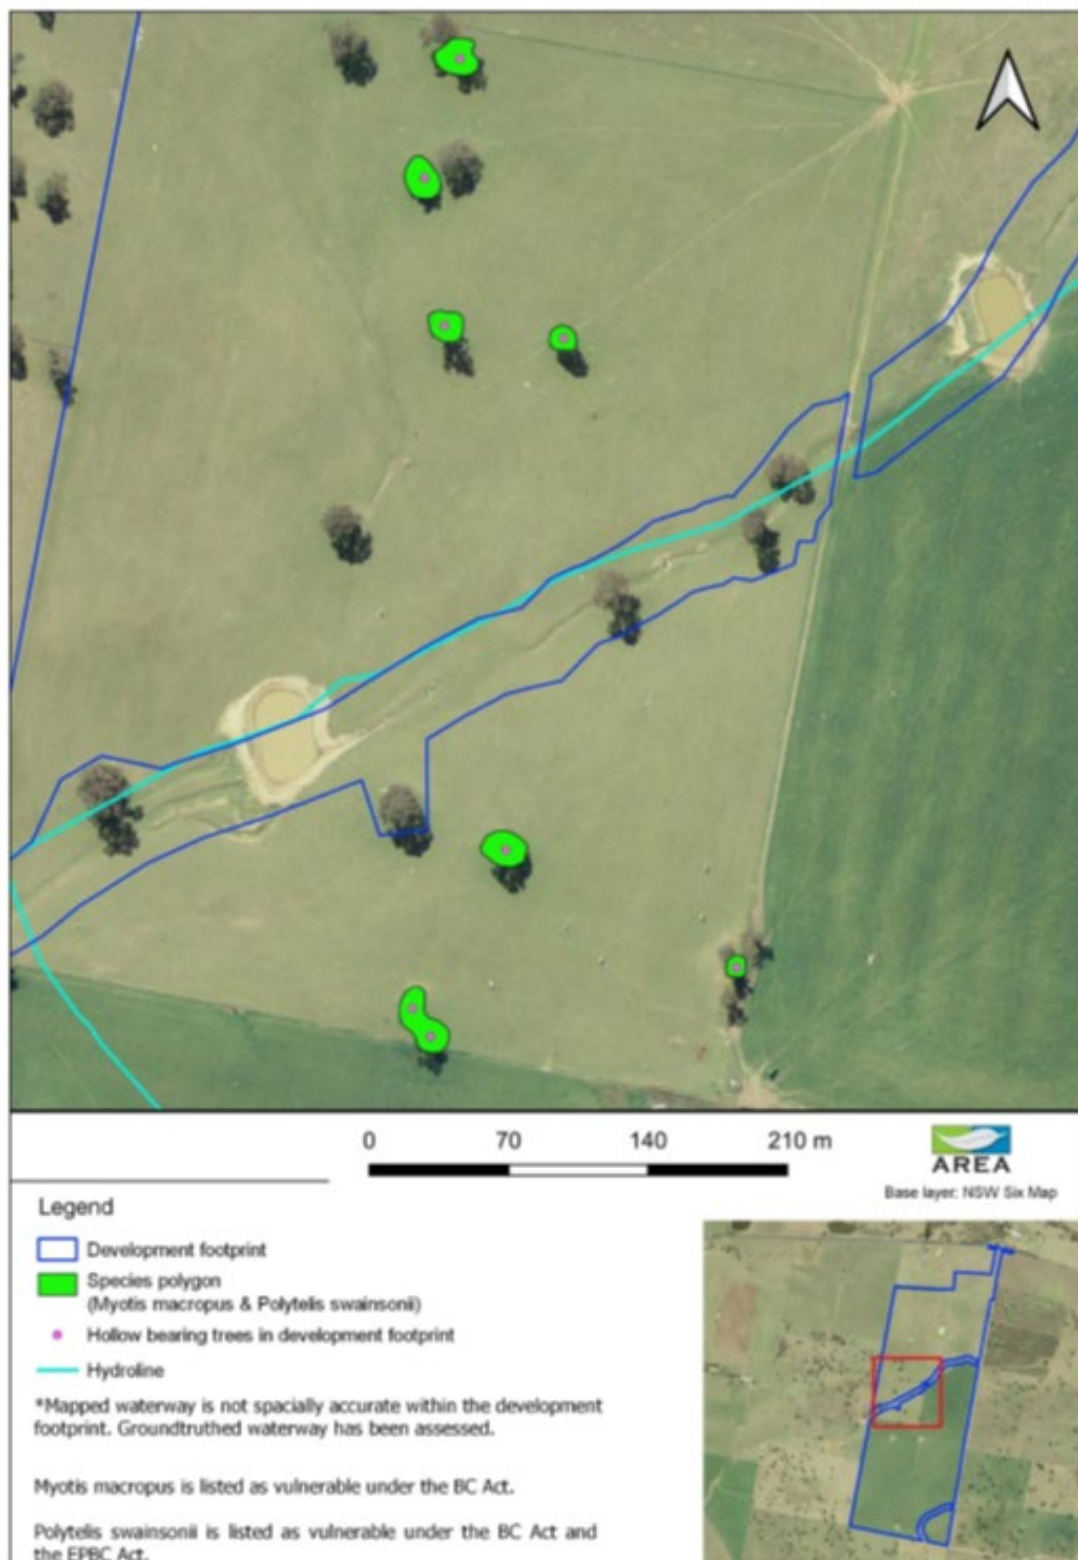 0 70 140 210 m
AREA
Base layer: NSW Six Map
Legend
Development footprint
Species polygon
(Myotis macropus & Polytelis swainsonii)
Hollow bearing trees in development footprint
Hydroline
*Mapped waterway is not spacially accurate within the development
footprint. Groundtruthed waterway has been assessed.
Myotis macropus is listed as vulnerable under the BC Act.
Polytelis swainsonii is listed as vulnerable under the BC Act and
the EPBC Act.